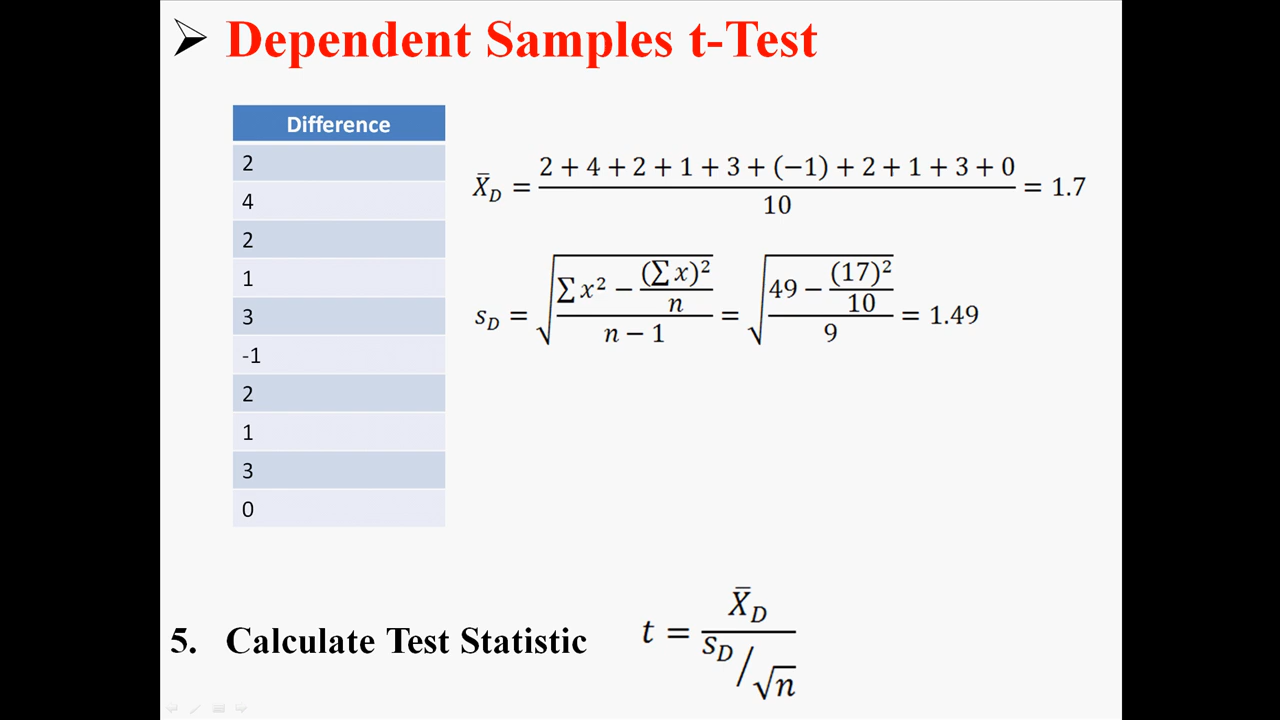 ➢ Dependent Samples t-Test
Difference
2
4
2
1
3
-1
2
1
3
0
X̄_D = (2 + 4 + 2 + 1 + 3 + (−1) + 2 + 1 + 3 + 0) / 10 = 1.7
s_D = √((∑x² − (∑x)²/n) / (n − 1)) = √((49 − (17)²/10) / 9) = 1.49
5. Calculate Test Statistic t = X̄_D / (s_D/√n)